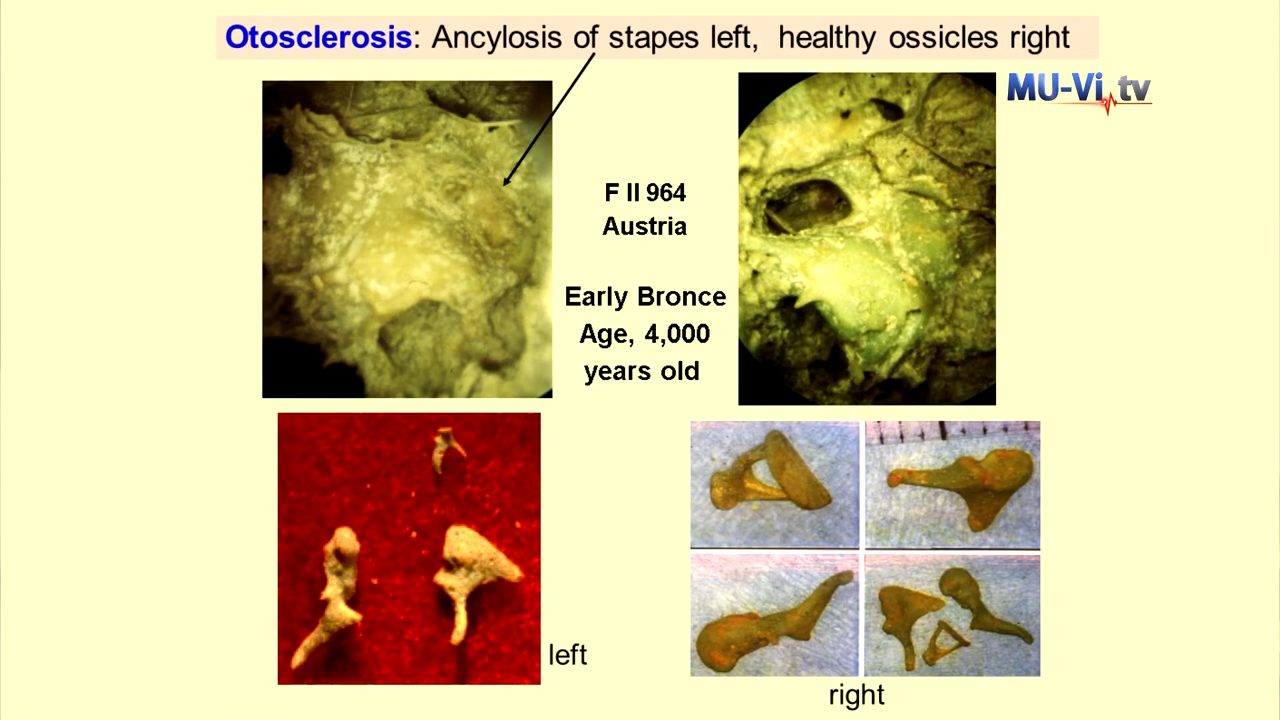 Otosclerosis: Ancylosis of stapes left, healthy ossicles right
MU-Vi.tv
F II 964
Austria
Early Bronce
Age, 4,000
years old
left
right